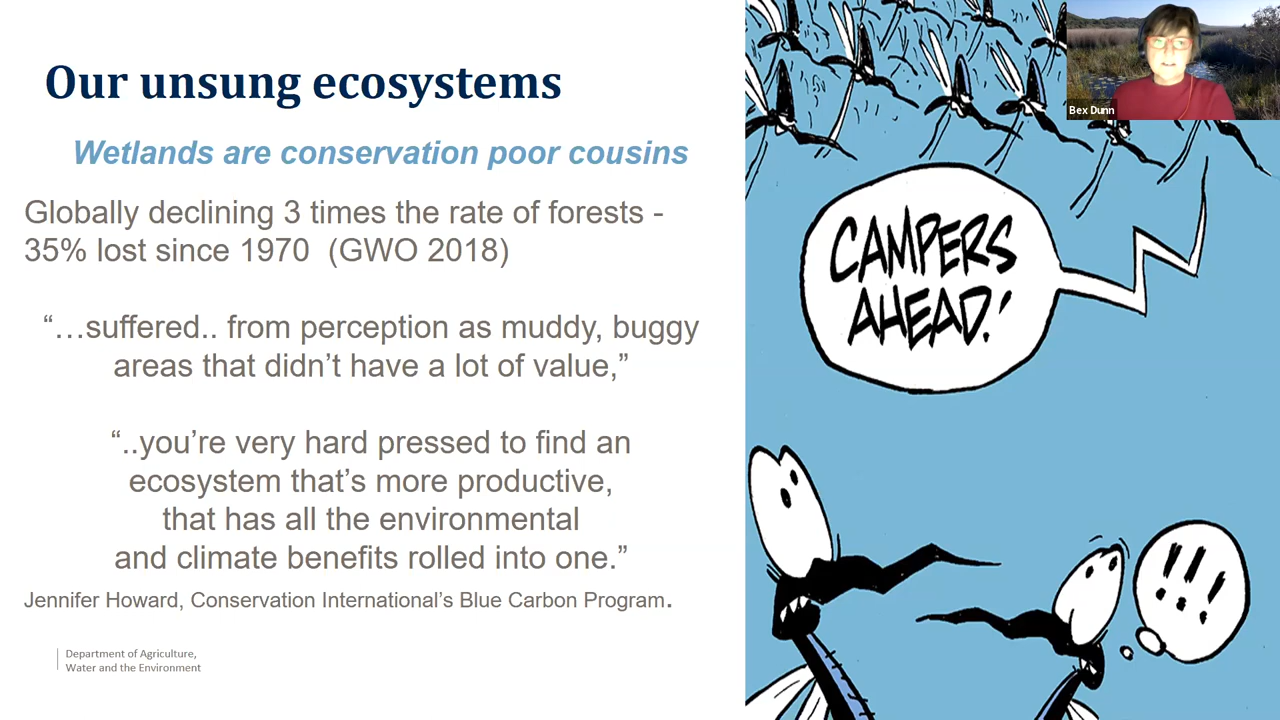 Our unsung ecosystems
Wetlands are conservation poor cousins
Globally declining 3 times the rate of forests -
35% lost since 1970 (GWO 2018)
“…suffered.. from perception as muddy, buggy
areas that didn’t have a lot of value,”
“..you’re very hard pressed to find an
ecosystem that’s more productive,
that has all the environmental
and climate benefits rolled into one.”
Jennifer Howard, Conservation International’s Blue Carbon Program.
Department of Agriculture,
Water and the Environment
CAMPERS
AHEAD!
!!!
Bex Dunn